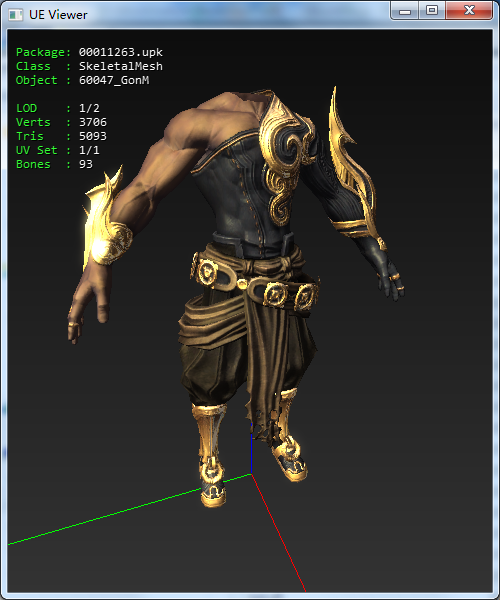 UE Viewer
Package: 00011263.upk
Class : SkeletalMesh
Object : 60047_GonM
LOD : 1/2
Verts : 3706
Tris : 5093
UV Set : 1/1
Bones : 93